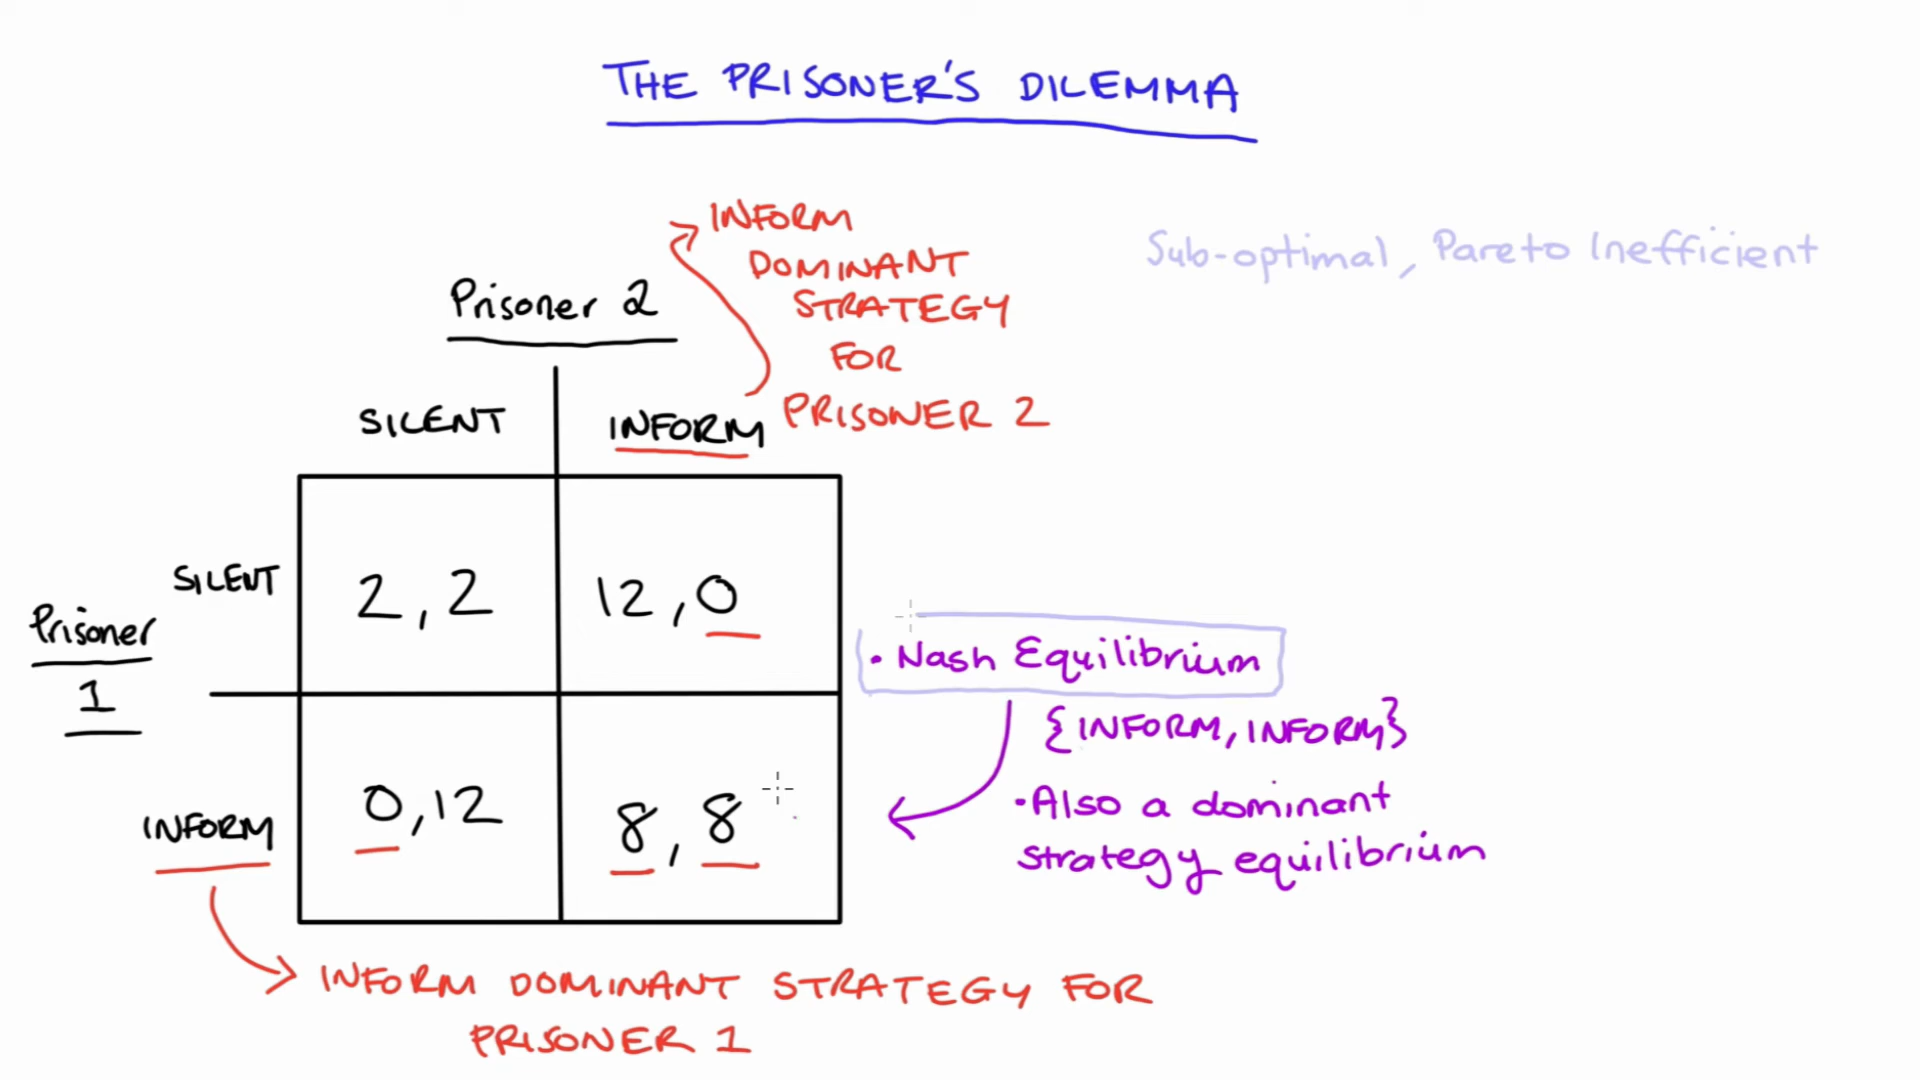 THE PRISONER'S DILEMMA
INFORM
DOMINANT
STRATEGY
FOR
PRISONER 2
Sub-optimal, Pareto Inefficient
Prisoner 2
SILENT
INFORM
SILENT
2, 2
12, 0
Prisoner
1
• Nash Equilibrium
{INFORM, INFORM}
• Also a dominant
strategy equilibrium
INFORM
0, 12
8, 8
INFORM DOMINANT STRATEGY FOR
PRISONER 1